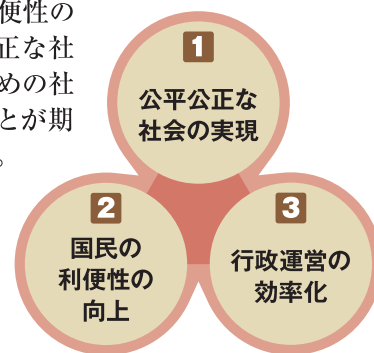 便性の
正な社
めの社
とが期
。
1
公平公正な
社会の実現
2
国民の
利便性の
向上
3
行政運営の
効率化